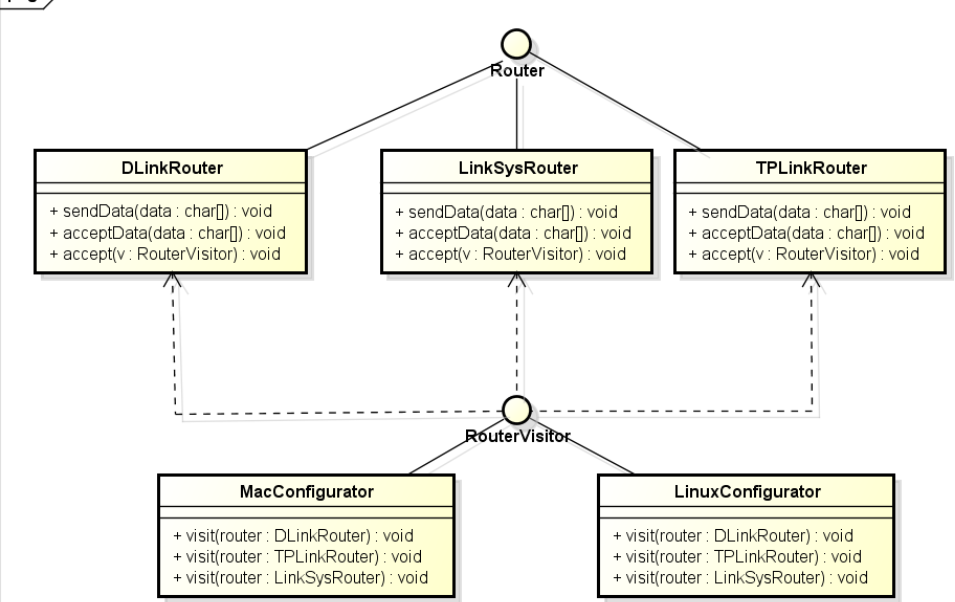 Router
DLinkRouter
+ sendData(data : char[]) : void
+ acceptData(data : char[]) : void
+ accept(v : RouterVisitor) : void
LinkSysRouter
+ sendData(data : char[]) : void
+ acceptData(data : char[]) : void
+ accept(v : RouterVisitor) : void
TPLinkRouter
+ sendData(data : char[]) : void
+ acceptData(data : char[]) : void
+ accept(v : RouterVisitor) : void
RouterVisitor
MacConfigurator
+ visit(router : DLinkRouter) : void
+ visit(router : TPLinkRouter) : void
+ visit(router : LinkSysRouter) : void
LinuxConfigurator
+ visit(router : DLinkRouter) : void
+ visit(router : TPLinkRouter) : void
+ visit(router : LinkSysRouter) : void